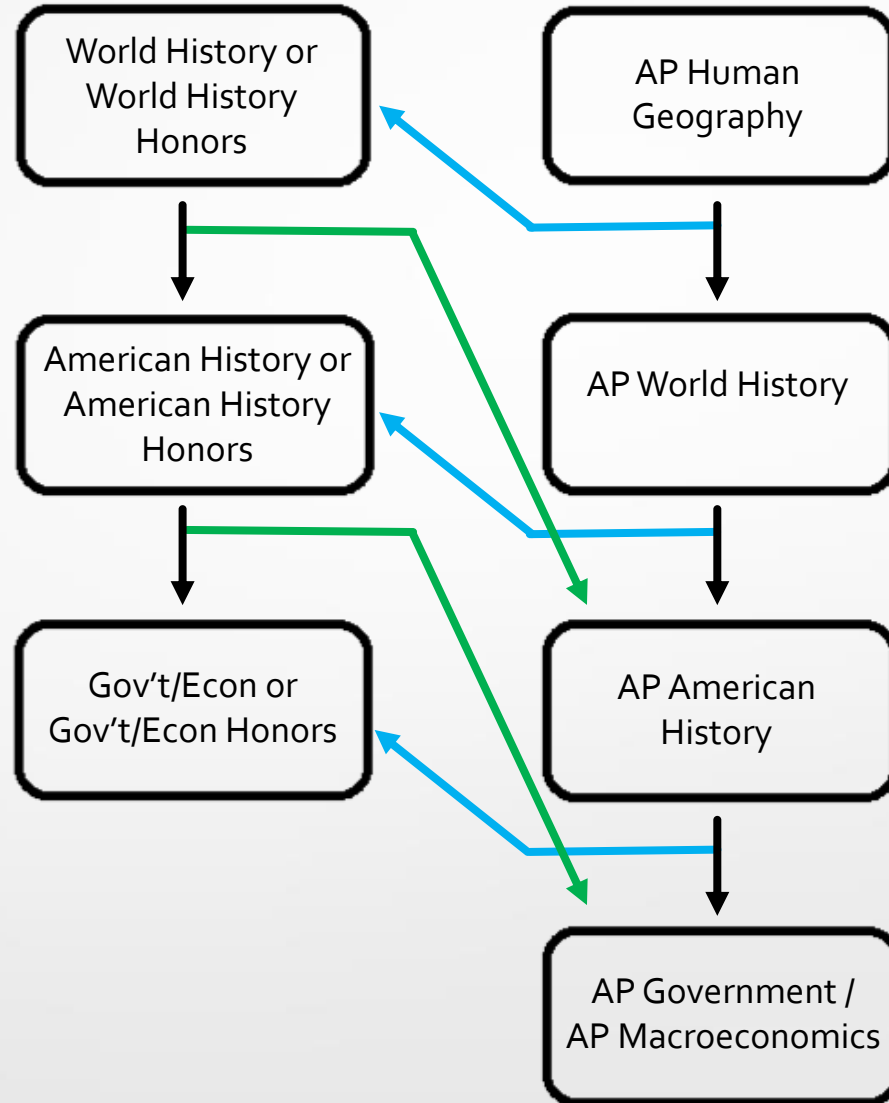 World History or
World History
Honors
AP Human
Geography
American History or
American History
Honors
AP World History
Gov’t/Econ or
Gov’t/Econ Honors
AP American
History
AP Government /
AP Macroeconomics